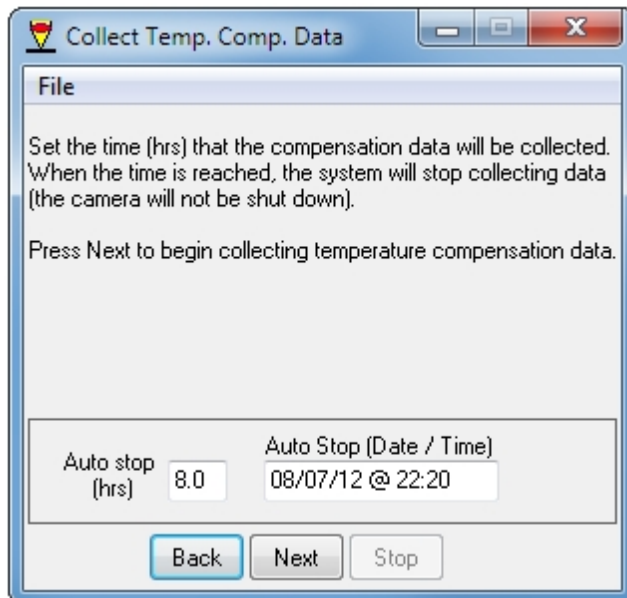 Collect Temp. Comp. Data
File
Set the time (hrs) that the compensation data will be collected.
When the time is reached, the system will stop collecting data
(the camera will not be shut down).
Press Next to begin collecting temperature compensation data.
Auto stop
(hrs)
8.0
Auto Stop (Date / Time)
08/07/12 @ 22:20
Back Next Stop